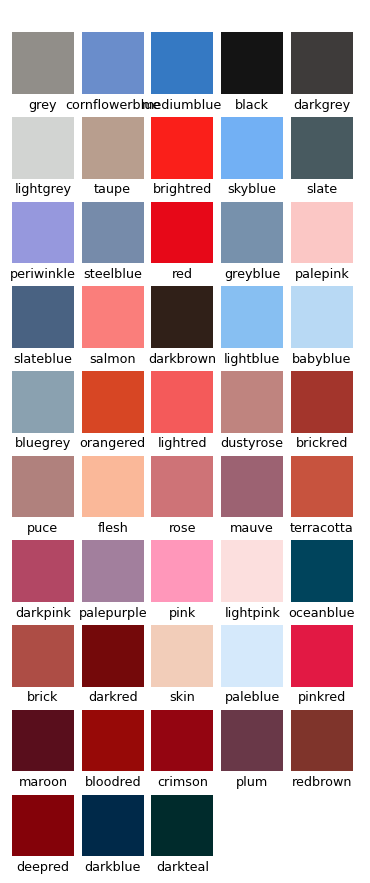 grey cornflowerblue mediumblue black darkgrey
lightgrey taupe brightred skyblue slate
periwinkle steelblue red greyblue palepink
slateblue salmon darkbrown lightblue babyblue
bluegrey orangered lightred dustyrose brickred
puce flesh rose mauve terracotta
darkpink palepurple pink lightpink oceanblue
brick darkred skin paleblue pinkred
maroon bloodred crimson plum redbrown
deepred darkblue darkteal